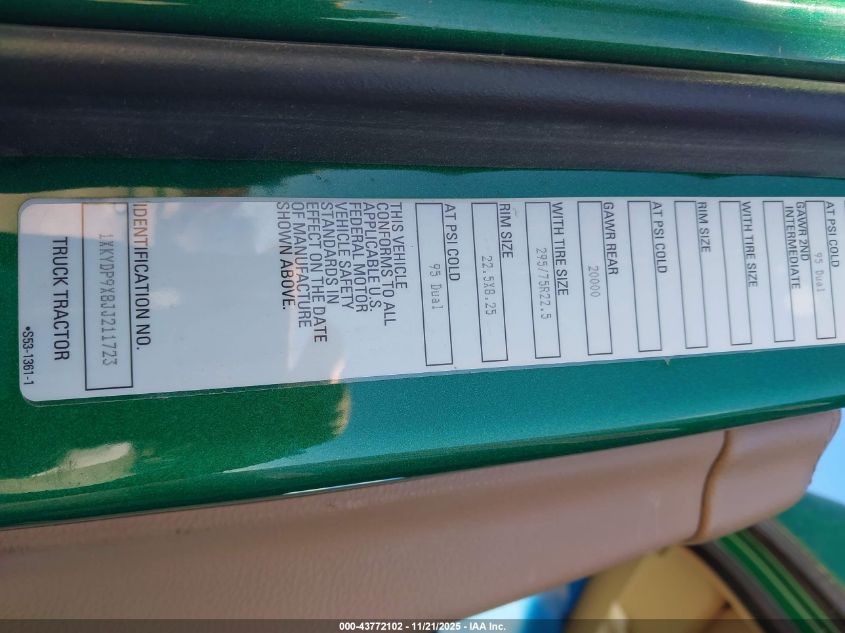 AT PSI COLD
95 Dual
GAWR 2ND
INTERMEDIATE
WITH TIRE SIZE
RIM SIZE
AT PSI COLD
GAWR REAR
20000
WITH TIRE SIZE
295/75R22.5
RIM SIZE
22.5X8.25
AT PSI COLD
95 Dual
THIS VEHICLE
CONFORMS TO ALL
APPLICABLE U.S.
FEDERAL MOTOR
VEHICLE SAFETY
STANDARDS IN
EFFECT ON THE DATE
OF MANUFACTURE
SHOWN ABOVE.
IDENTIFICATION NO.
1XKYDP9X8JJ211723
TRUCK TRACTOR
•S53-1361-1
000-43772102 - 11/21/2025 - IAA Inc.